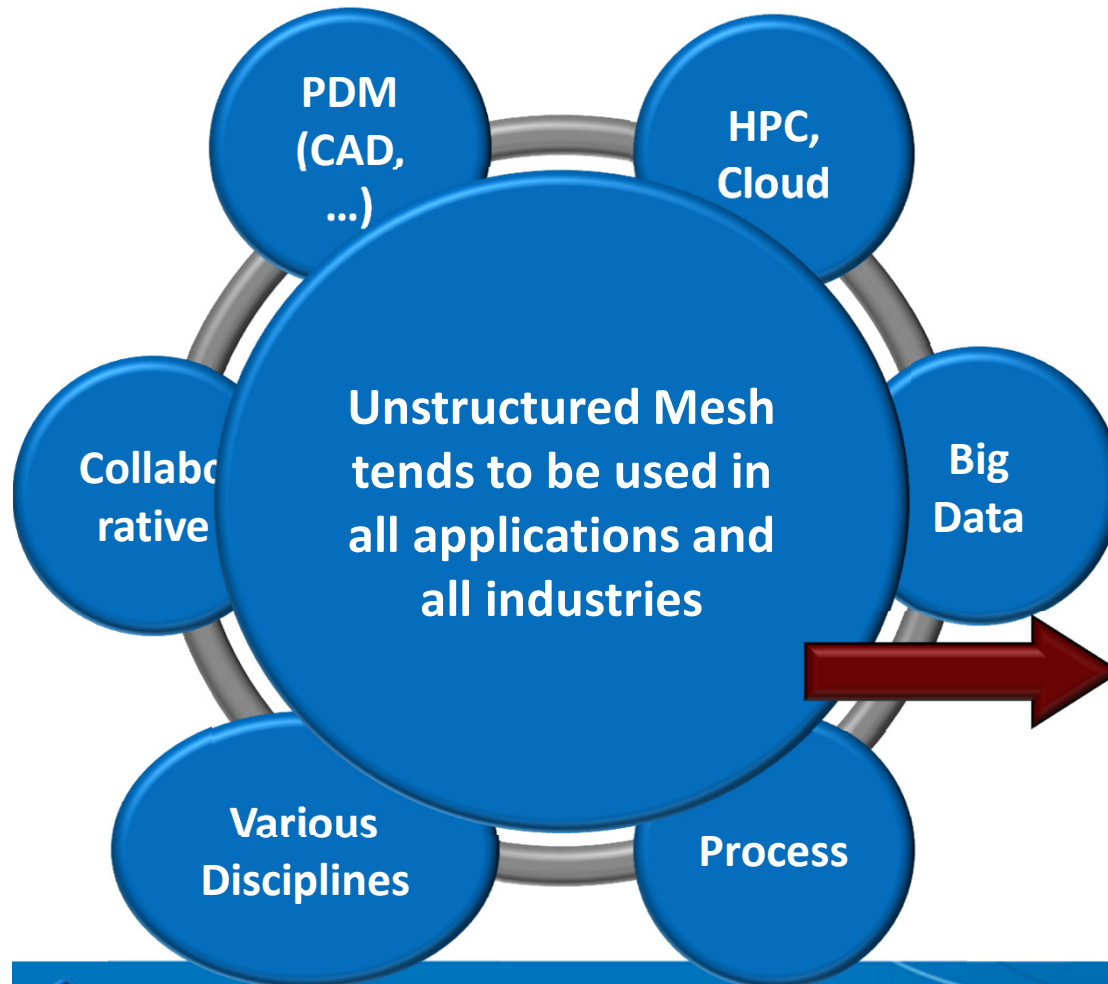 PDM
(CAD,
...)
HPC,
Cloud
Collabo
rative
Unstructured Mesh
tends to be used in
all applications and
all industries
Big
Data
Various
Disciplines
Process